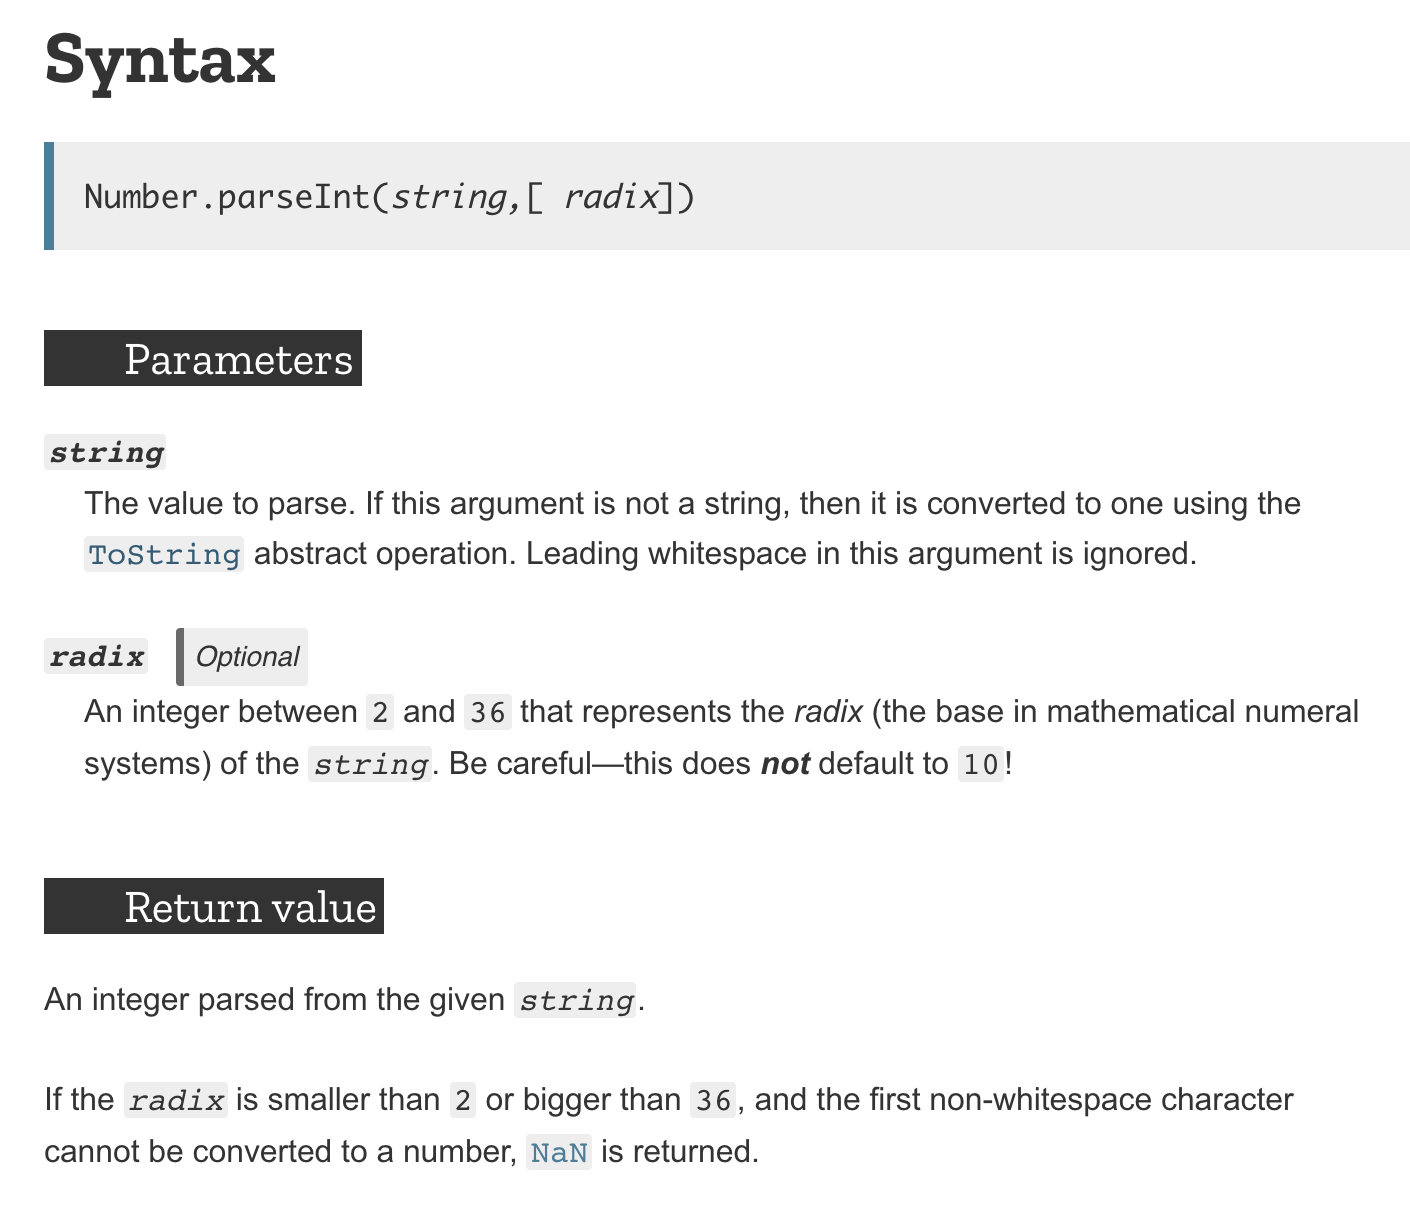 Syntax
Number.parseInt(string,[ radix])
Parameters
string
The value to parse. If this argument is not a string, then it is converted to one using the
ToString abstract operation. Leading whitespace in this argument is ignored.
radix Optional
An integer between 2 and 36 that represents the radix (the base in mathematical numeral
systems) of the string. Be careful—this does not default to 10!
Return value
An integer parsed from the given string.
If the radix is smaller than 2 or bigger than 36, and the first non-whitespace character
cannot be converted to a number, NaN is returned.